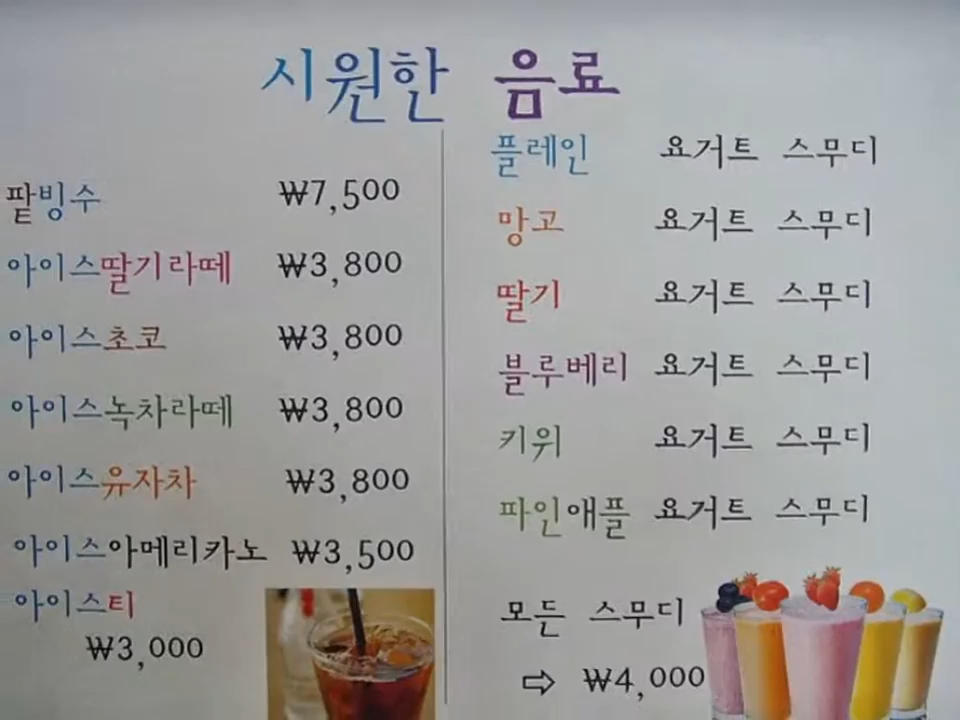 시원한 음료
팥빙수 ₩7,500
아이스딸기라떼 ₩3,800
아이스초코 ₩3,800
아이스녹차라떼 ₩3,800
아이스유자차 ₩3,800
아이스아메리카노 ₩3,500
아이스티
₩3,000
플레인 요거트 스무디
망고 요거트 스무디
딸기 요거트 스무디
블루베리 요거트 스무디
키위 요거트 스무디
파인애플 요거트 스무디
모든 스무디
⇨ ₩4,000